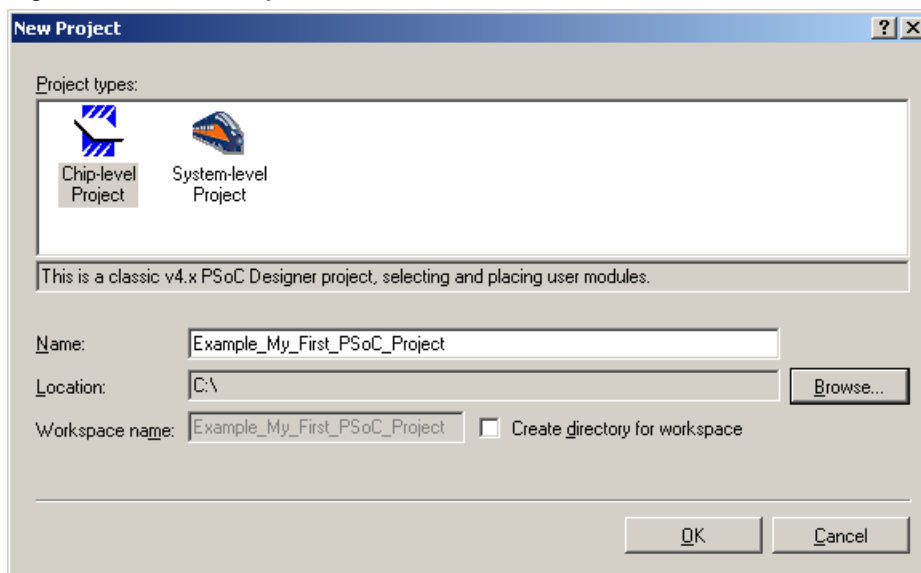 New Project
Project types:
Chip-level
Project
System-level
Project
This is a classic v4.x PSoC Designer project, selecting and placing user modules.
Name: Example_My_First_PSoC_Project
Location: C:\ Browse...
Workspace name: Example_My_First_PSoC_Project Create directory for workspace
OK Cancel